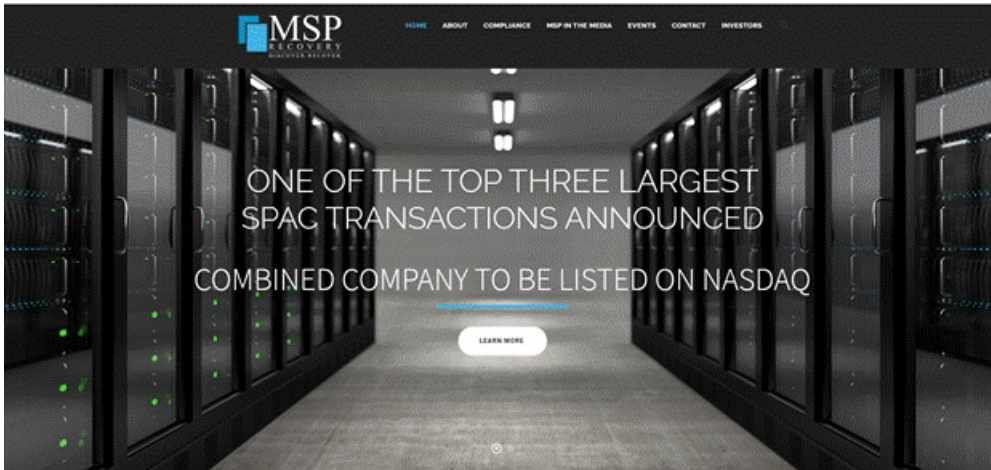 MSP
RECOVERY
DISCOVER RECOVER
HOME ABOUT COMPLIANCE MSP IN THE MEDIA EVENTS CONTACT INVESTORS
ONE OF THE TOP THREE LARGEST
SPAC TRANSACTIONS ANNOUNCED
COMBINED COMPANY TO BE LISTED ON NASDAQ
LEARN MORE